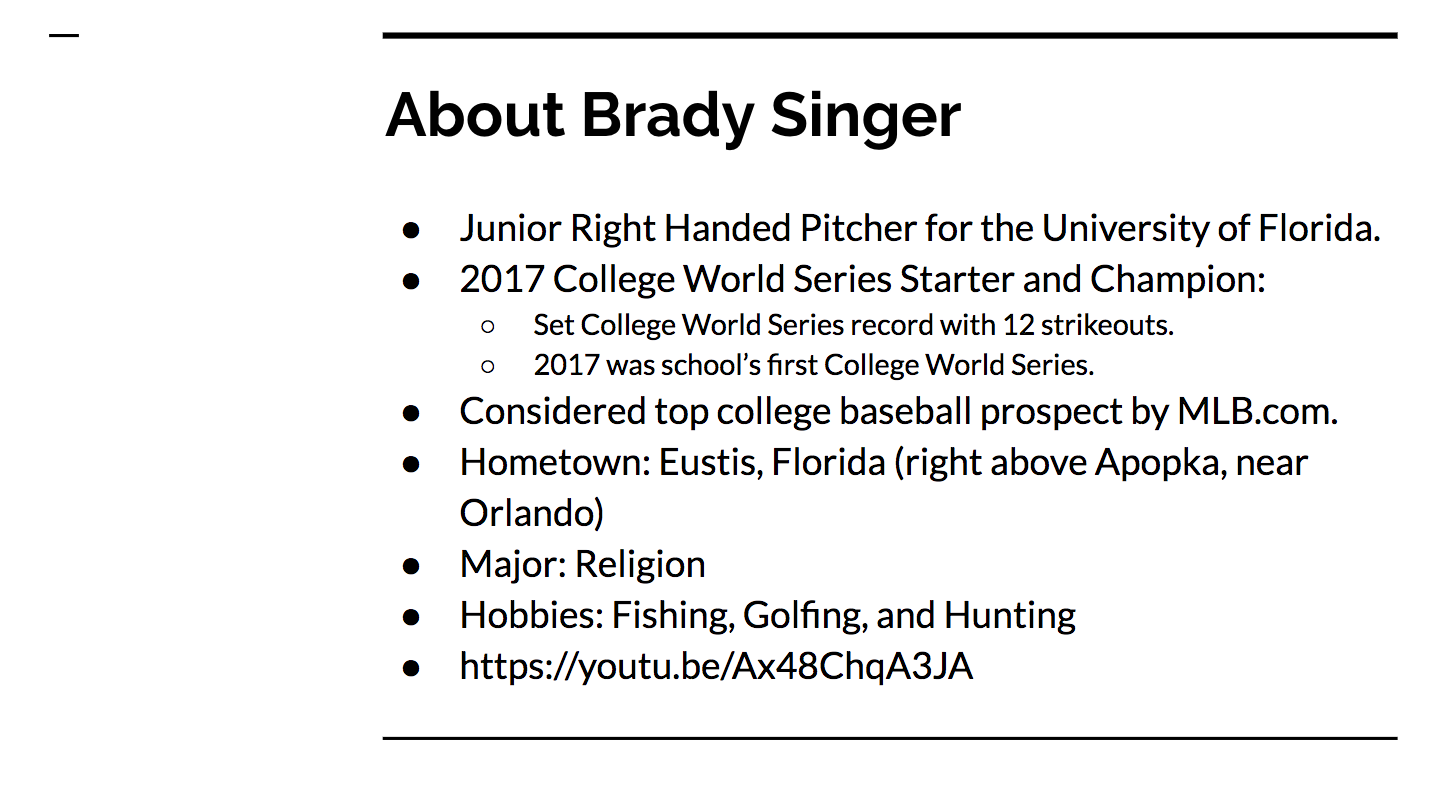 About Brady Singer
● Junior Right Handed Pitcher for the University of Florida.
● 2017 College World Series Starter and Champion:
○ Set College World Series record with 12 strikeouts.
○ 2017 was school’s first College World Series.
● Considered top college baseball prospect by MLB.com.
● Hometown: Eustis, Florida (right above Apopka, near
Orlando)
● Major: Religion
● Hobbies: Fishing, Golfing, and Hunting
● https://youtu.be/Ax48ChqA3JA